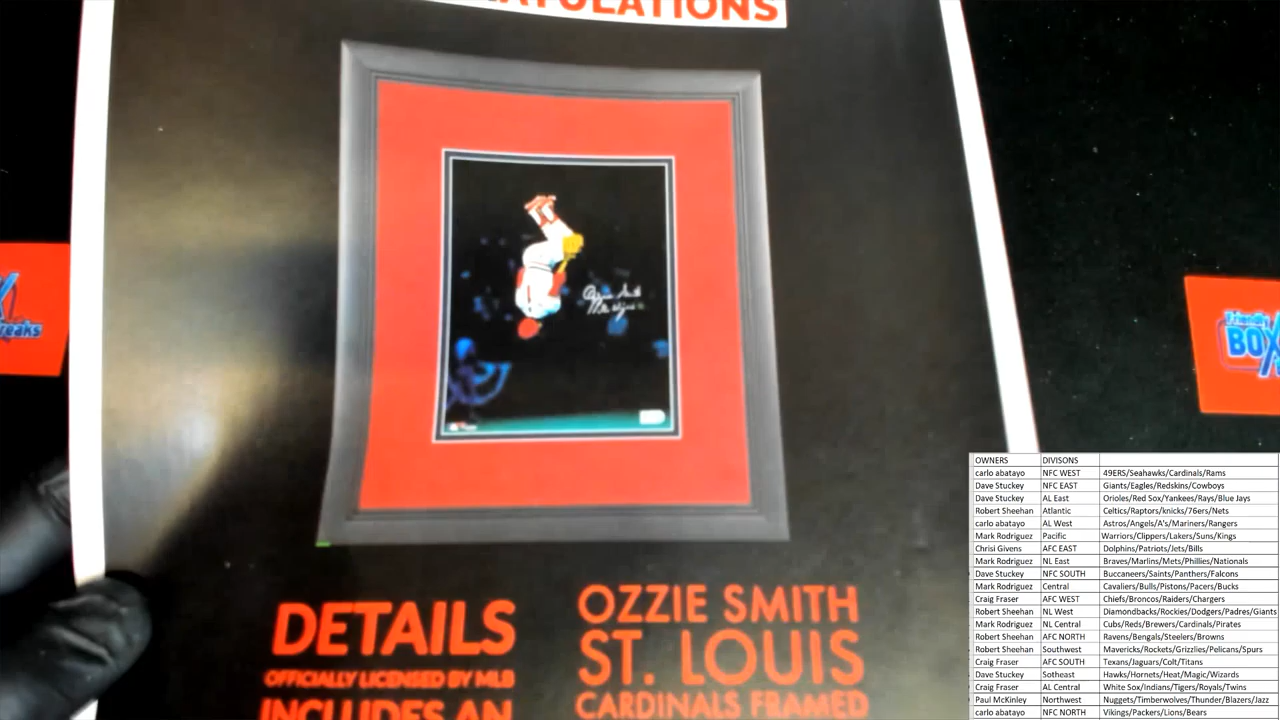 CONGRATULATIONS
Ozzie Smith
DETAILS
OFFICIALLY LICENSED BY MLB
INCLUDES AN
OZZIE SMITH
ST. LOUIS
CARDINALS FRAMED
X
reaks
Friendly
BOX
OWNERS DIVISONS
carlo abatayo NFC WEST 49ERS/Seahawks/Cardinals/Rams
Dave Stuckey NFC EAST Giants/Eagles/Redskins/Cowboys
Dave Stuckey AL East Orioles/Red Sox/Yankees/Rays/Blue Jays
Robert Sheehan Atlantic Celtics/Raptors/knicks/76ers/Nets
carlo abatayo AL West Astros/Angels/A's/Mariners/Rangers
Mark Rodriguez Pacific Warriors/Clippers/Lakers/Suns/Kings
Chrisi Givens AFC EAST Dolphins/Patriots/Jets/Bills
Mark Rodriguez NL East Braves/Marlins/Mets/Phillies/Nationals
Dave Stuckey NFC SOUTH Buccaneers/Saints/Panthers/Falcons
Mark Rodriguez Central Cavaliers/Bulls/Pistons/Pacers/Bucks
Craig Fraser AFC WEST Chiefs/Broncos/Raiders/Chargers
Robert Sheehan NL West Diamondbacks/Rockies/Dodgers/Padres/Giants
Mark Rodriguez NL Central Cubs/Reds/Brewers/Cardinals/Pirates
Robert Sheehan AFC NORTH Ravens/Bengals/Steelers/Browns
Robert Sheehan Southwest Mavericks/Rockets/Grizzlies/Pelicans/Spurs
Craig Fraser AFC SOUTH Texans/Jaguars/Colt/Titans
Dave Stuckey Sotheast Hawks/Hornets/Heat/Magic/Wizards
Craig Fraser AL Central White Sox/Indians/Tigers/Royals/Twins
Paul McKinley Northwest Nuggets/Timberwolves/Thunder/Blazers/Jazz
carlo abatayo NFC NORTH Vikings/Packers/Lions/Bears